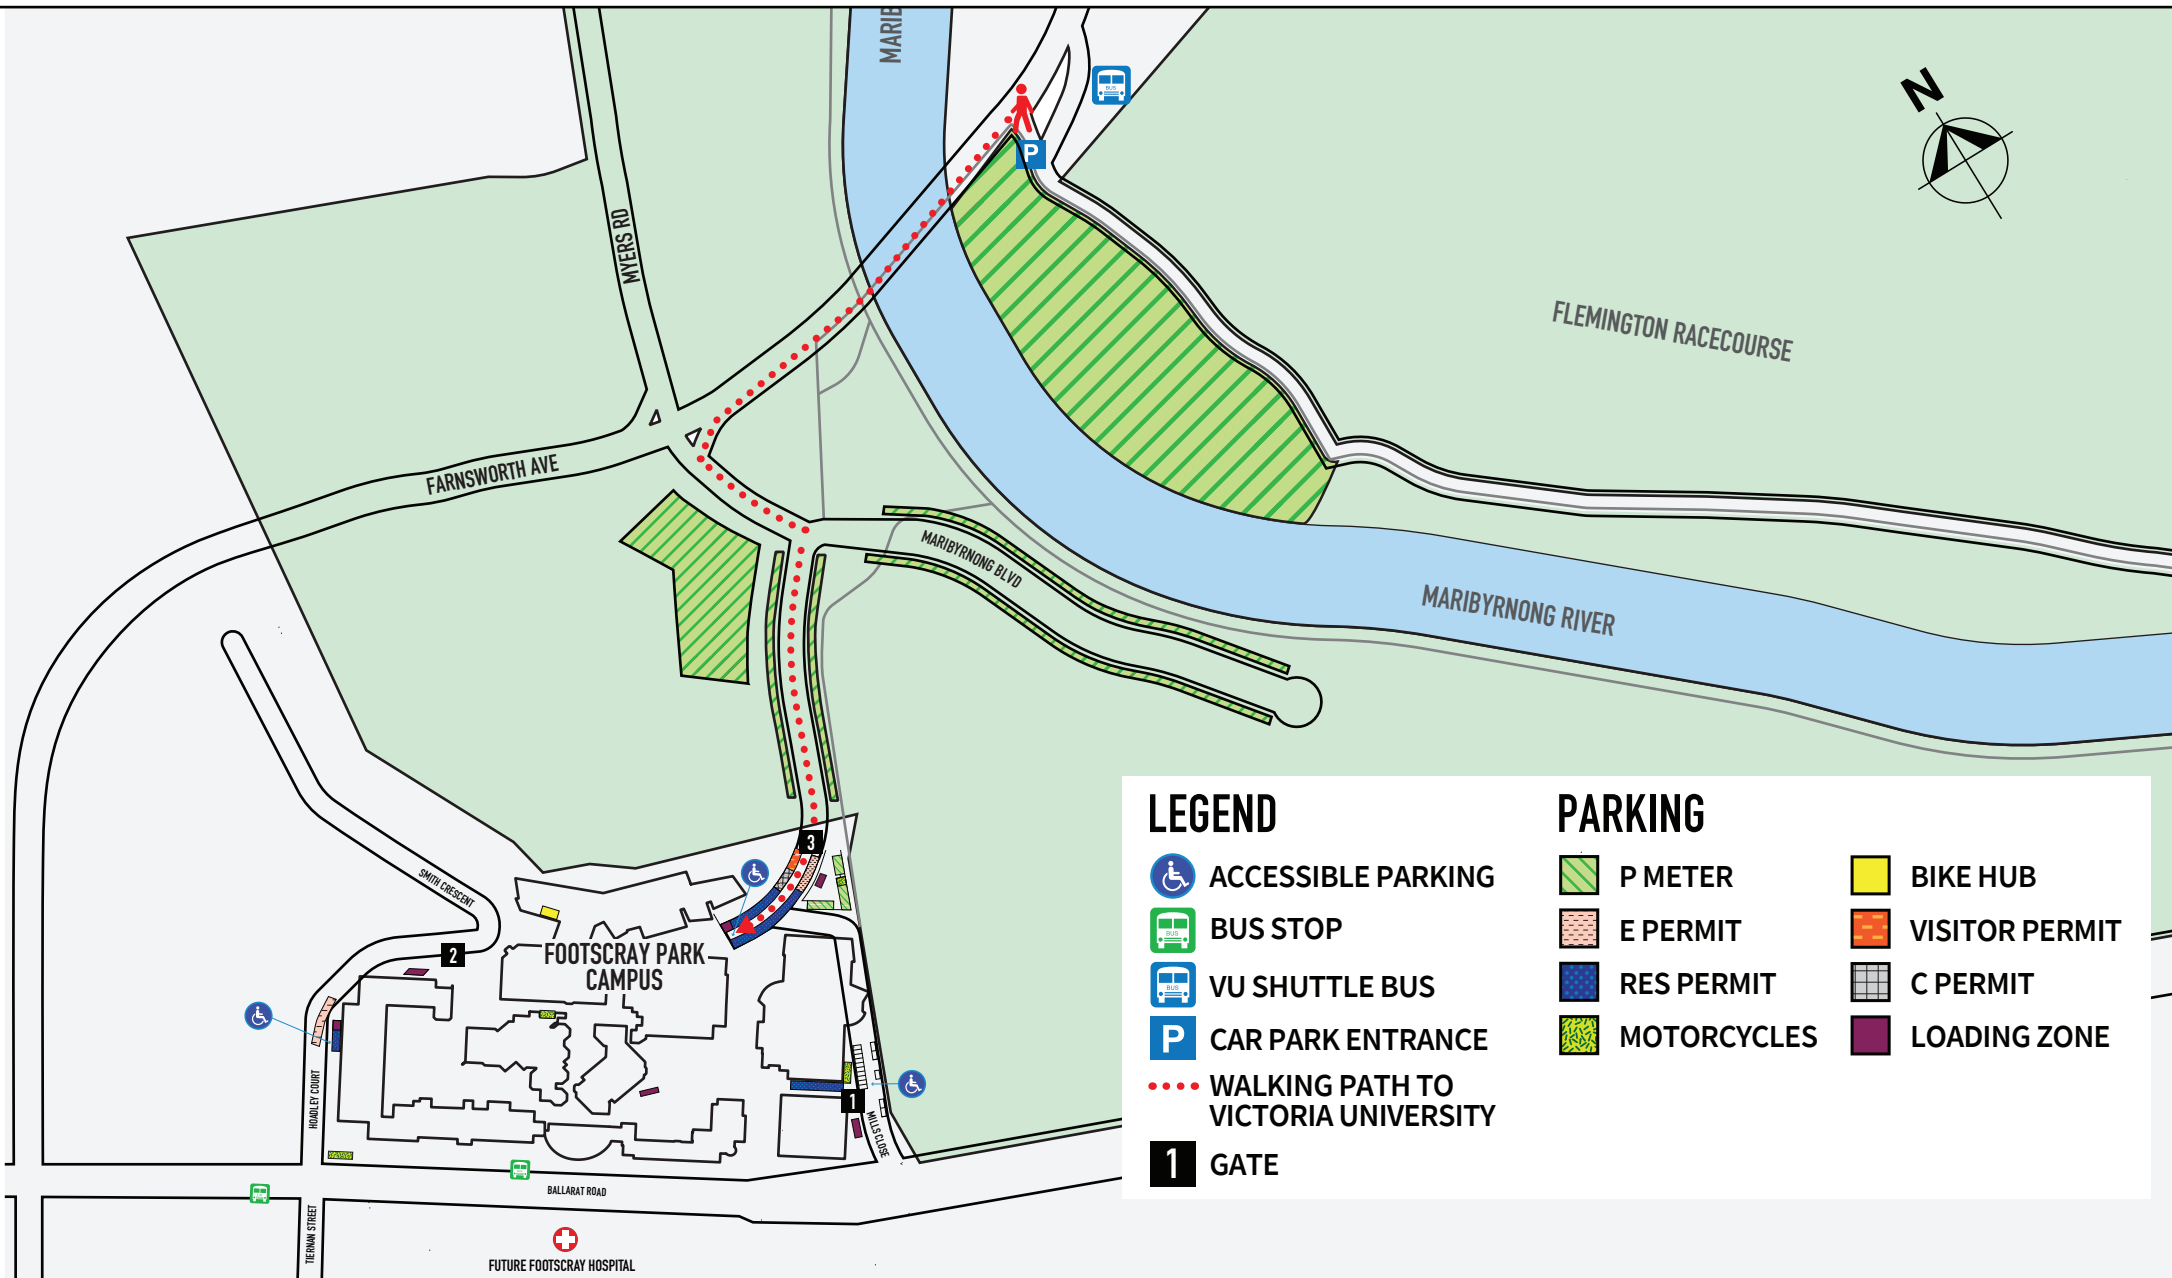 MARIB
N
MYERS RD
P
FLEMINGTON RACECOURSE
FARNSWORTH AVE
MARIBYRNONG BLVD
MARIBYRNONG RIVER
3
SMITH CRESCENT
2
FOOTSCRAY PARK
CAMPUS
HOADLEY COURT
1
MILLS CLOSE
BALLARAT ROAD
TIERNAN STREET
FUTURE FOOTSCRAY HOSPITAL
LEGEND
ACCESSIBLE PARKING
BUS
BUS STOP
BUS
VU SHUTTLE BUS
P
CAR PARK ENTRANCE
WALKING PATH TO
VICTORIA UNIVERSITY
1
GATE
PARKING
P METER
E PERMIT
RES PERMIT
MOTORCYCLES
BIKE HUB
VISITOR PERMIT
C PERMIT
LOADING ZONE